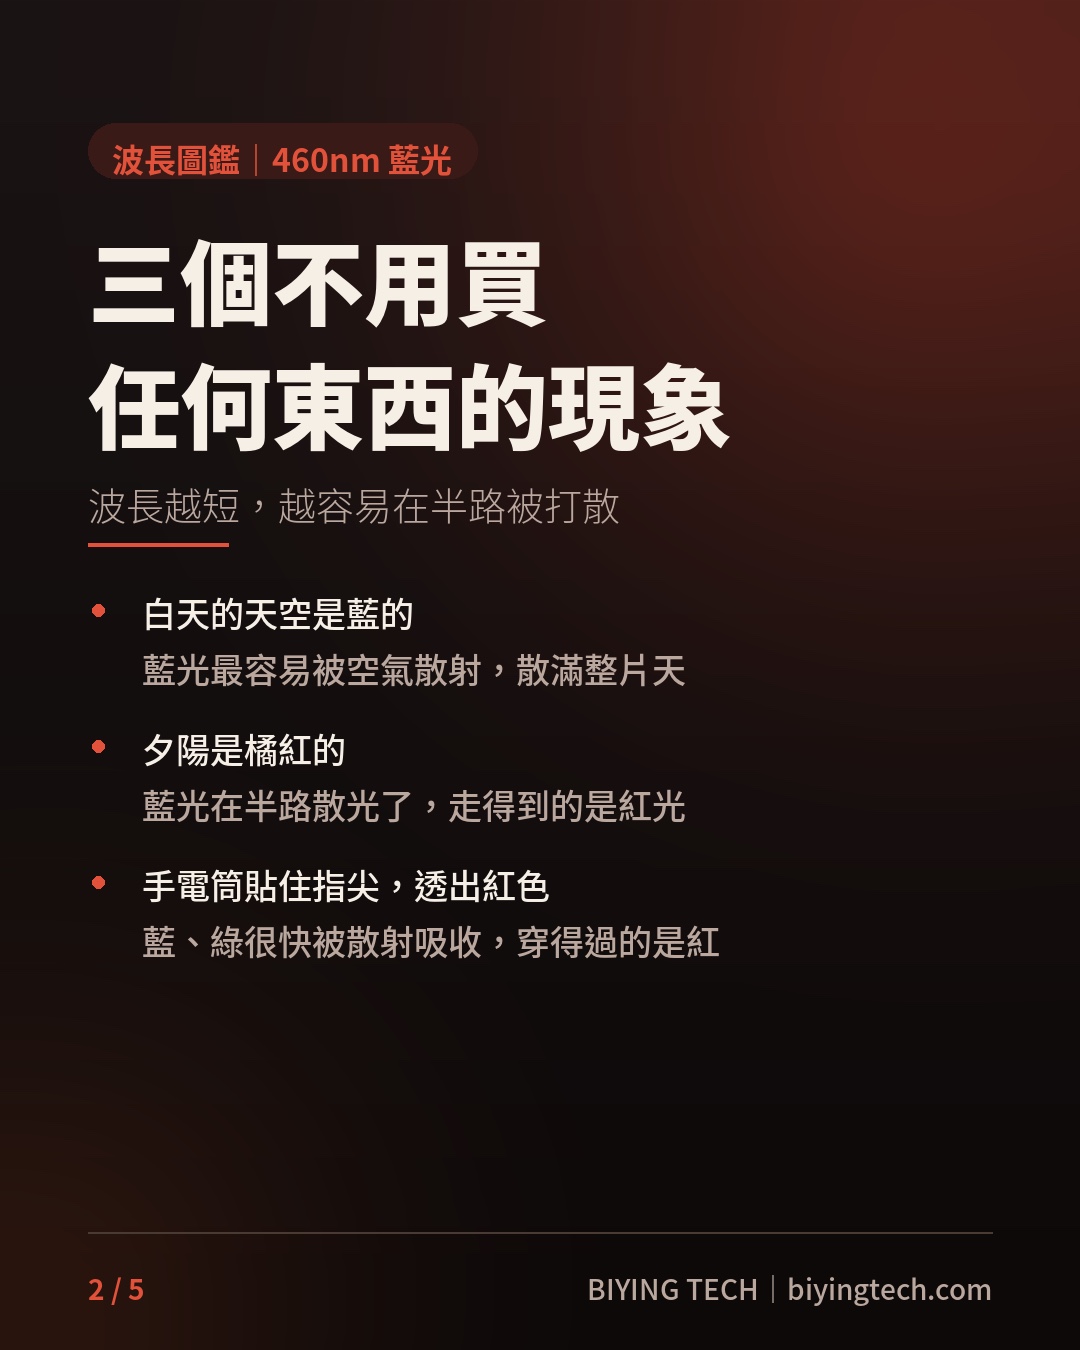 波長圖鑑｜460nm 藍光
三個不用買
任何東西的現象
波長越短，越容易在半路被打散
白天的天空是藍的
藍光最容易被空氣散射，散滿整片天
夕陽是橘紅的
藍光在半路散光了，走得到的是紅光
手電筒貼住指尖，透出紅色
藍、綠很快被散射吸收，穿得過的是紅
2 / 5
BIYING TECH｜biyingtech.com